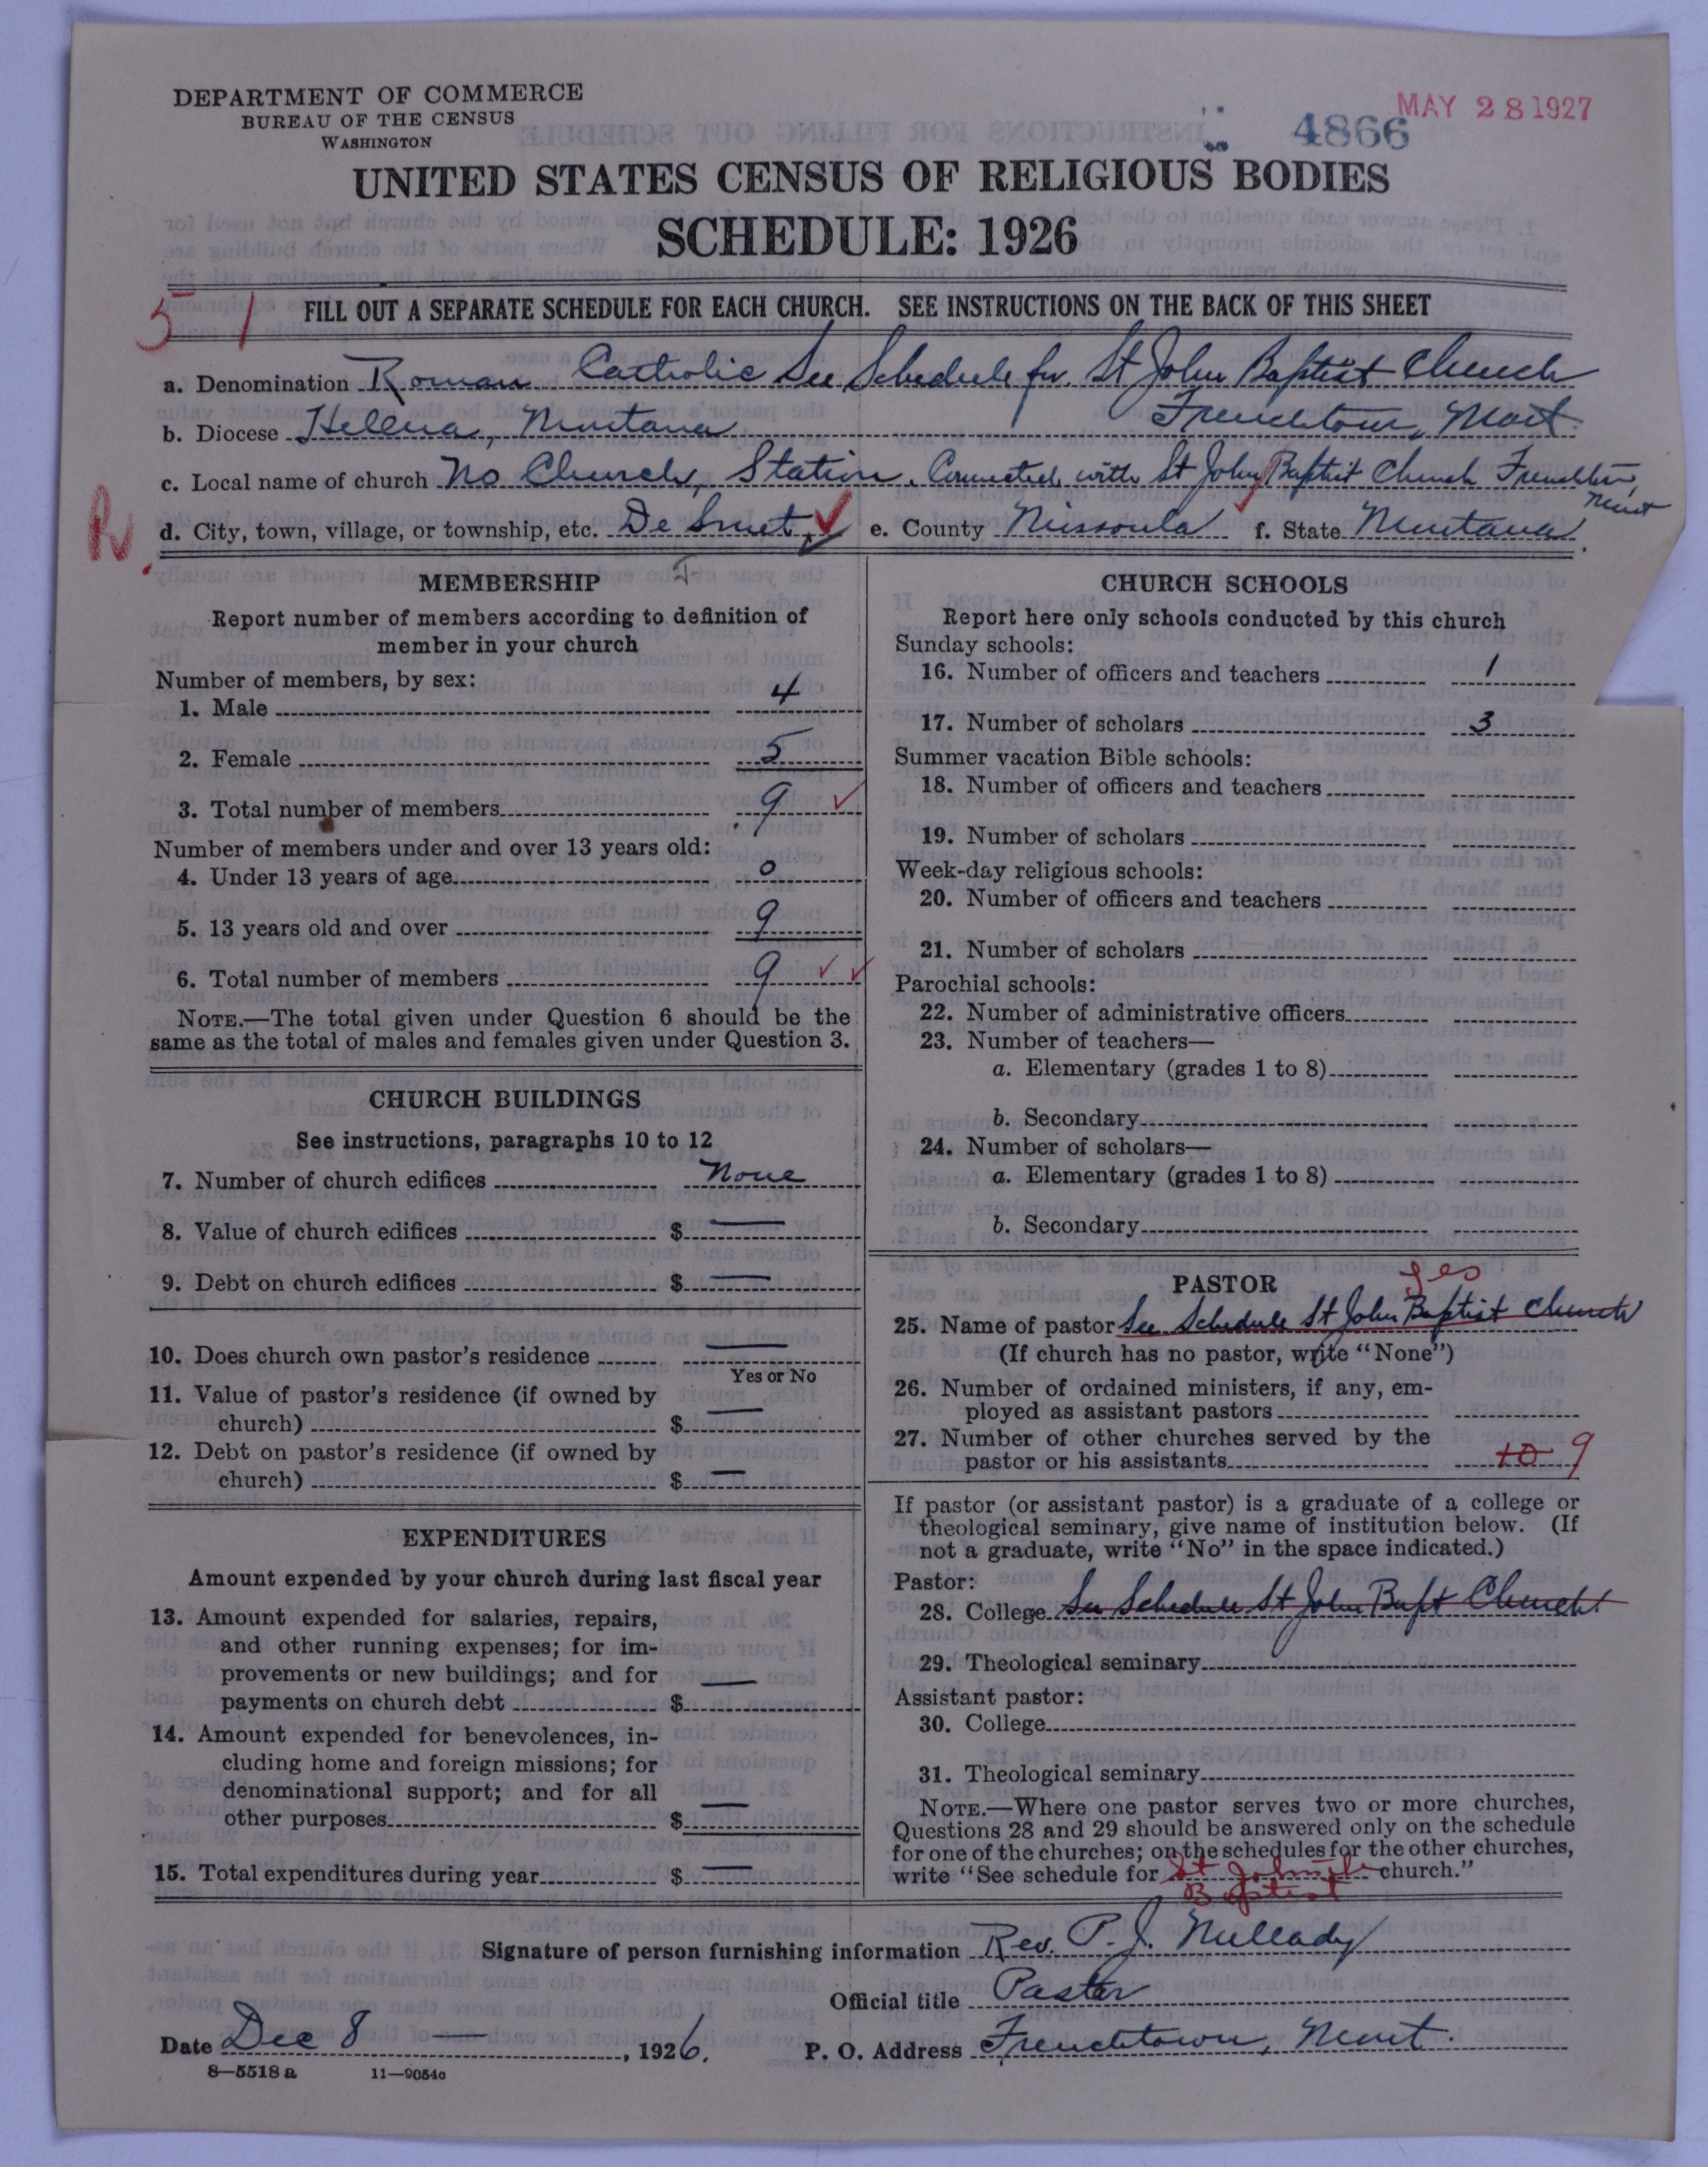 DEPARTMENT OF COMMERCE
BUREAU OF THE CENSUS
WASHINGTON
MAY 28 1927
4866
UNITED STATES CENSUS OF RELIGIOUS BODIES
SCHEDULE: 1926
5 1
FILL OUT A SEPARATE SCHEDULE FOR EACH CHURCH. SEE INSTRUCTIONS ON THE BACK OF THIS SHEET
a. Denomination Roman Catholic See Schedule for St John Baptist Church
Frenchtown, Mont.
b. Diocese Helena, Montana
c. Local name of church No Church, Station. Connected with St John Baptist Church Frenchtown, Mont
R.
d. City, town, village, or township, etc. De Smet, e. County Missoula f. State Montana.
MEMBERSHIP
Report number of members according to definition of
member in your church
Number of members, by sex:
1. Male 4
2. Female 5
3. Total number of members 9
Number of members under and over 13 years old:
4. Under 13 years of age 0
5. 13 years old and over 9
6. Total number of members 9
NOTE.—The total given under Question 6 should be the
same as the total of males and females given under Question 3.
CHURCH BUILDINGS
See instructions, paragraphs 10 to 12
7. Number of church edifices None
8. Value of church edifices $ —
9. Debt on church edifices $ —
10. Does church own pastor's residence —
Yes or No
11. Value of pastor's residence (if owned by
church) $ —
12. Debt on pastor's residence (if owned by
church) $ —
EXPENDITURES
Amount expended by your church during last fiscal year
13. Amount expended for salaries, repairs,
and other running expenses; for im-
provements or new buildings; and for
payments on church debt $ —
14. Amount expended for benevolences, in-
cluding home and foreign missions; for
denominational support; and for all
other purposes $ —
15. Total expenditures during year $ —
CHURCH SCHOOLS
Report here only schools conducted by this church
Sunday schools:
16. Number of officers and teachers 1
17. Number of scholars 3
Summer vacation Bible schools:
18. Number of officers and teachers
19. Number of scholars
Week-day religious schools:
20. Number of officers and teachers
21. Number of scholars
Parochial schools:
22. Number of administrative officers
23. Number of teachers—
a. Elementary (grades 1 to 8)
b. Secondary
24. Number of scholars—
a. Elementary (grades 1 to 8)
b. Secondary
PASTOR
yes
25. Name of pastor See Schedule St John Baptist Church
(If church has no pastor, write "None")
26. Number of ordained ministers, if any, em-
ployed as assistant pastors
27. Number of other churches served by the
pastor or his assistants 10 9
If pastor (or assistant pastor) is a graduate of a college or
theological seminary, give name of institution below. (If
not a graduate, write "No" in the space indicated.)
Pastor:
28. College See Schedule St John Bapt Church
29. Theological seminary
Assistant pastor:
30. College
31. Theological seminary
NOTE.—Where one pastor serves two or more churches,
Questions 28 and 29 should be answered only on the schedule
for one of the churches; on the schedules for the other churches,
write "See schedule for St John the church."
Baptist
Signature of person furnishing information Rev. P. J. Nullady
Official title Pastor
Date Dec 8 —, 1926. P. O. Address Frenchtown, Mont.
8—5518 a 11—9054c